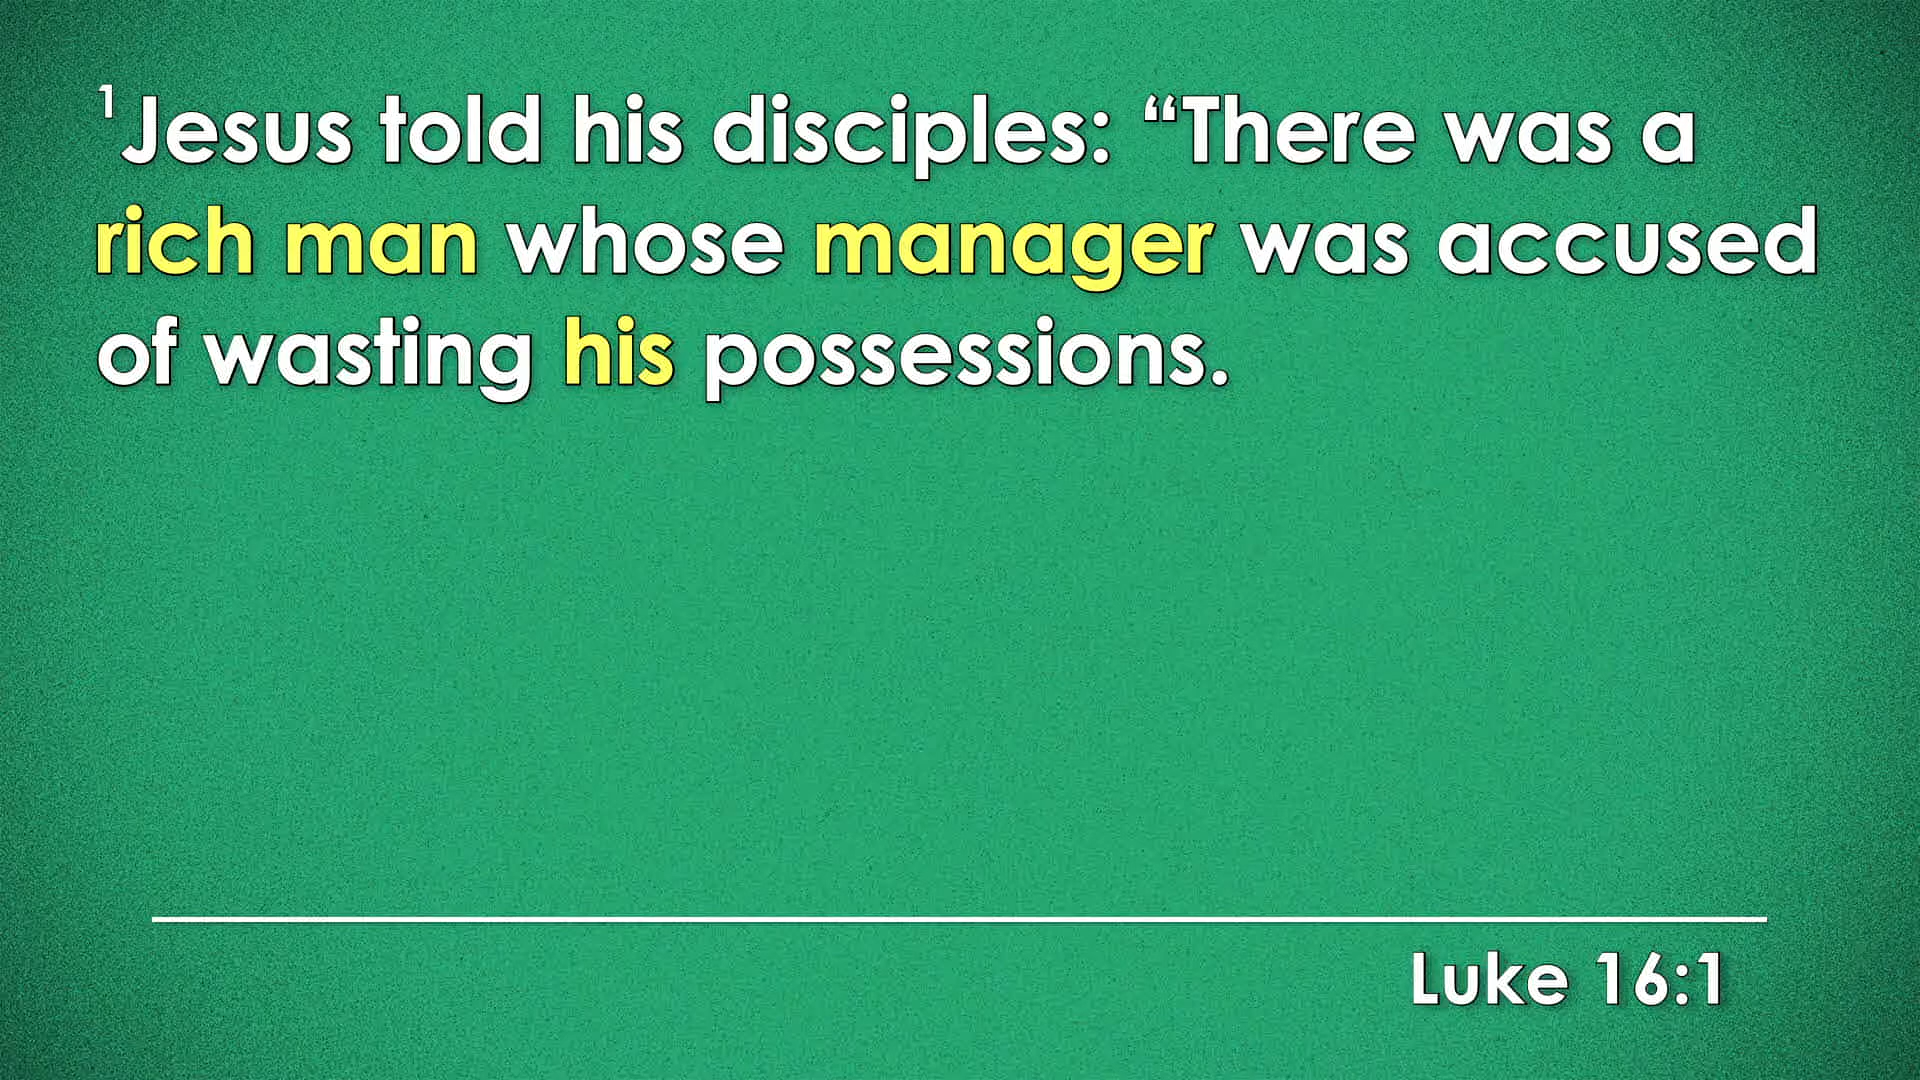 ¹Jesus told his disciples: “There was a
rich man whose manager was accused
of wasting his possessions.
Luke 16:1